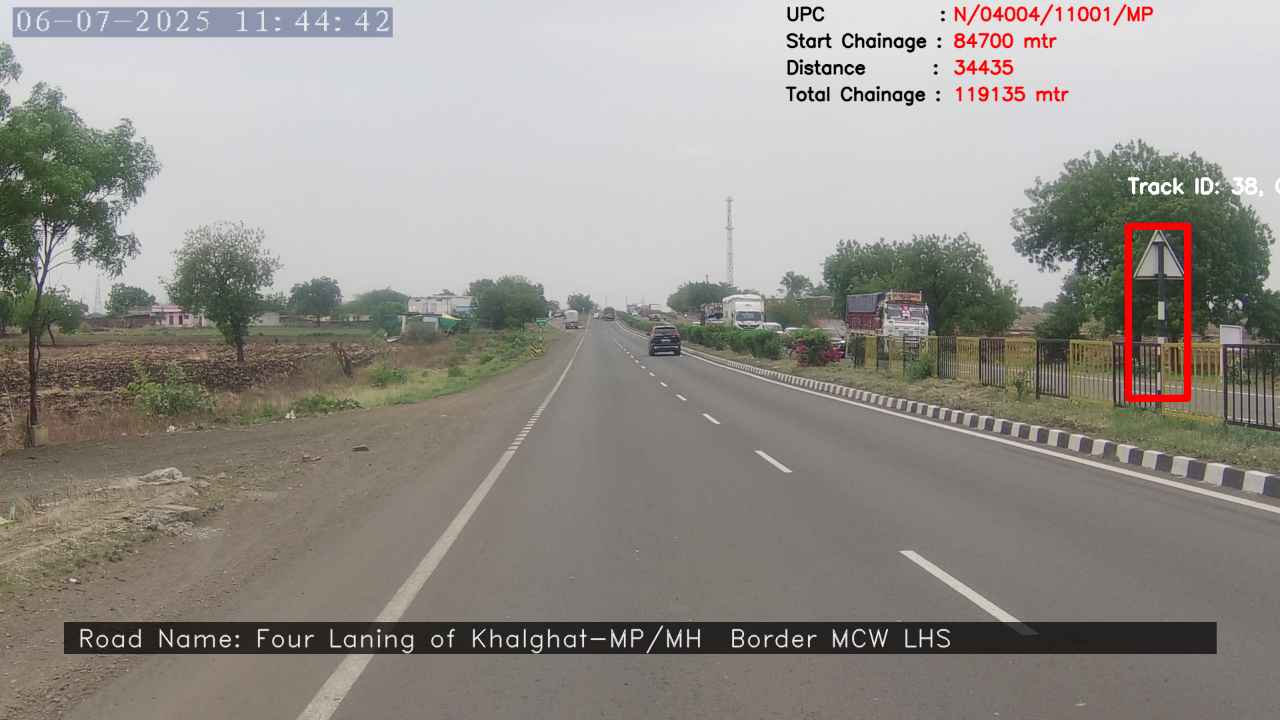 06-07-2025 11:44:42
UPC : N/04004/11001/MP
Start Chainage : 84700 mtr
Distance : 34435
Total Chainage : 119135 mtr
Track ID: 38,
Road Name: Four Laning of Khalghat-MP/MH Border MCW LHS